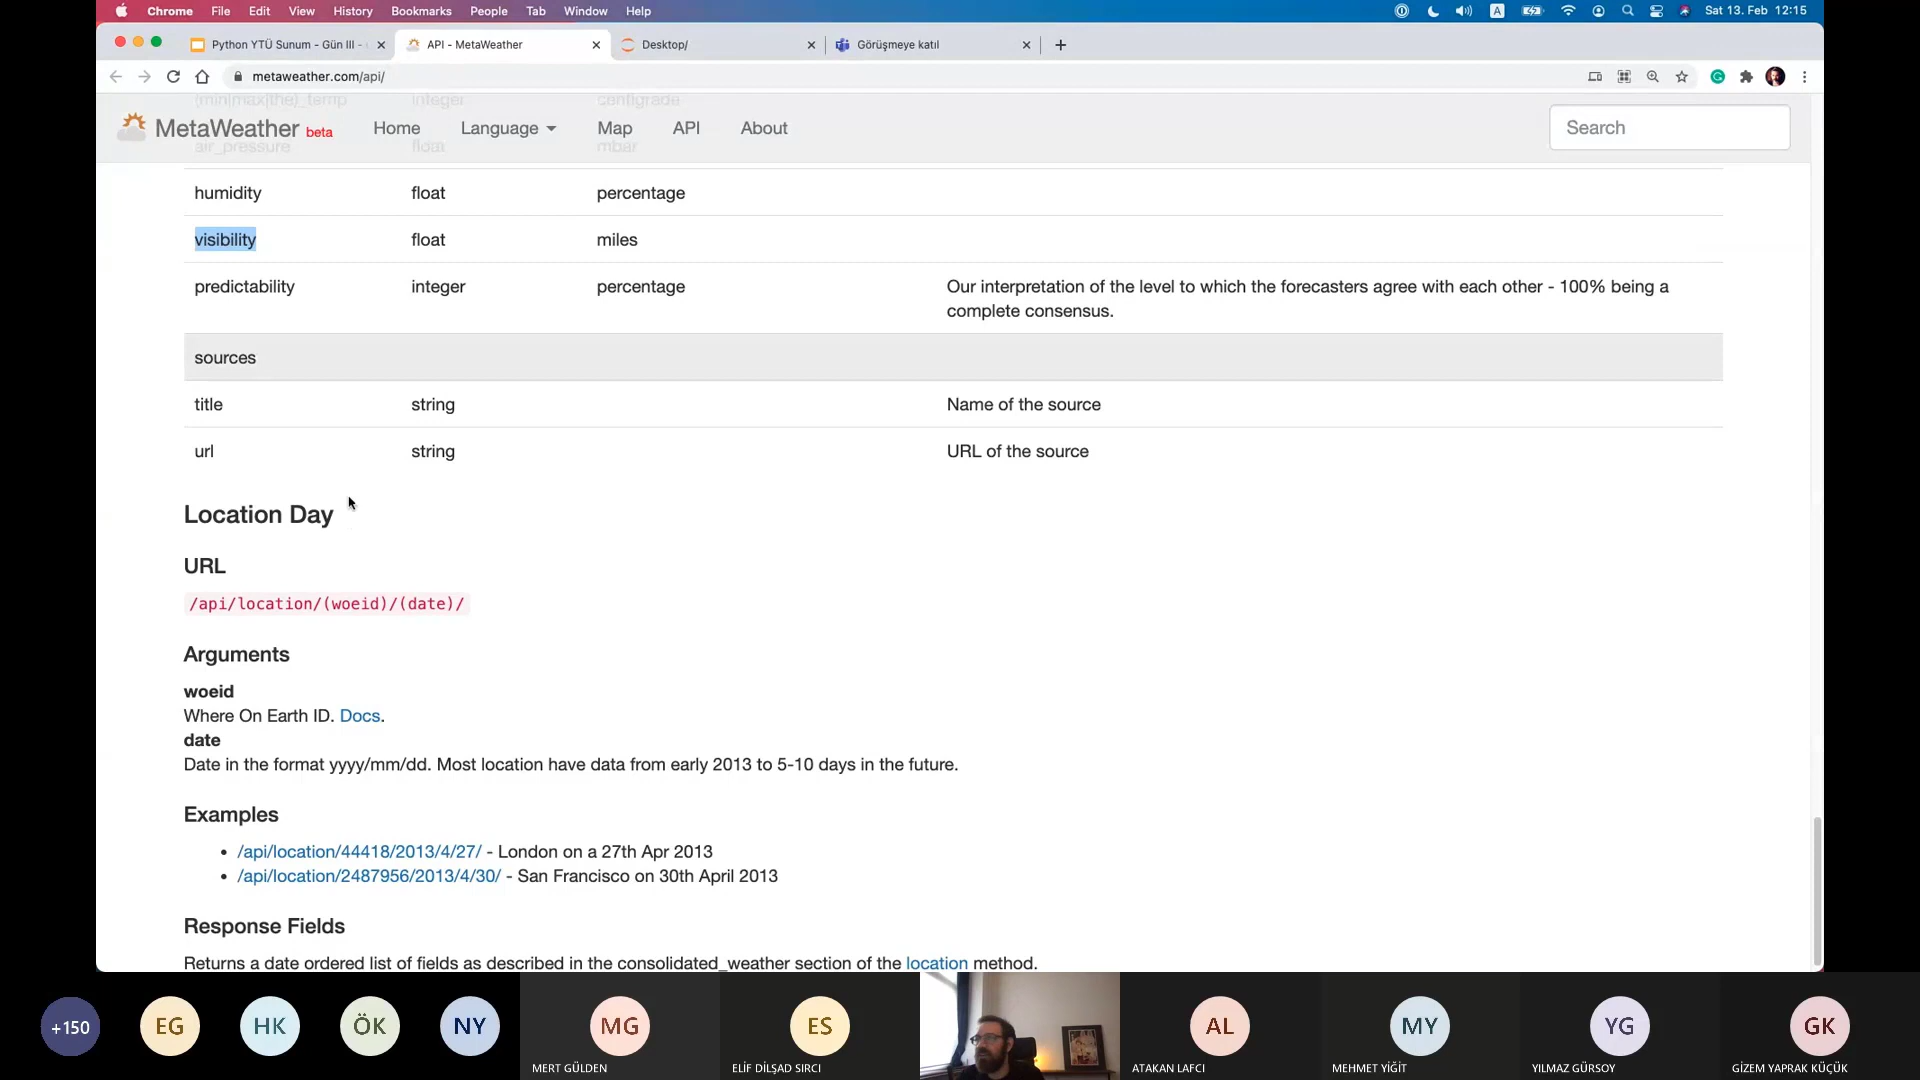 Chrome File Edit View History Bookmarks People Tab Window Help
A
Sat 13. Feb 12:15
Python YTÜ Sunum - Gün III -
API - MetaWeather
Desktop/
Görüşmeye katıl
metaweather.com/api/
(min|max|the)_temp integer centigrade
MetaWeather beta Home Language Map API About Search
air_pressure float mbar
humidity float percentage
visibility float miles
predictability integer percentage Our interpretation of the level to which the forecasters agree with each other - 100% being a
complete consensus.
sources
title string Name of the source
url string URL of the source
Location Day
URL
/api/location/(woeid)/(date)/
Arguments
woeid
Where On Earth ID. Docs.
date
Date in the format yyyy/mm/dd. Most location have data from early 2013 to 5-10 days in the future.
Examples
• /api/location/44418/2013/4/27/ - London on a 27th Apr 2013
• /api/location/2487956/2013/4/30/ - San Francisco on 30th April 2013
Response Fields
Returns a date ordered list of fields as described in the consolidated_weather section of the location method.
+150 EG HK ÖK NY MG ES AL MY YG GK
MERT GÜLDEN ELİF DİLŞAD SIRCI ATAKAN LAFCI MEHMET YİĞİT YILMAZ GÜRSOY GİZEM YAPRAK KÜÇÜK